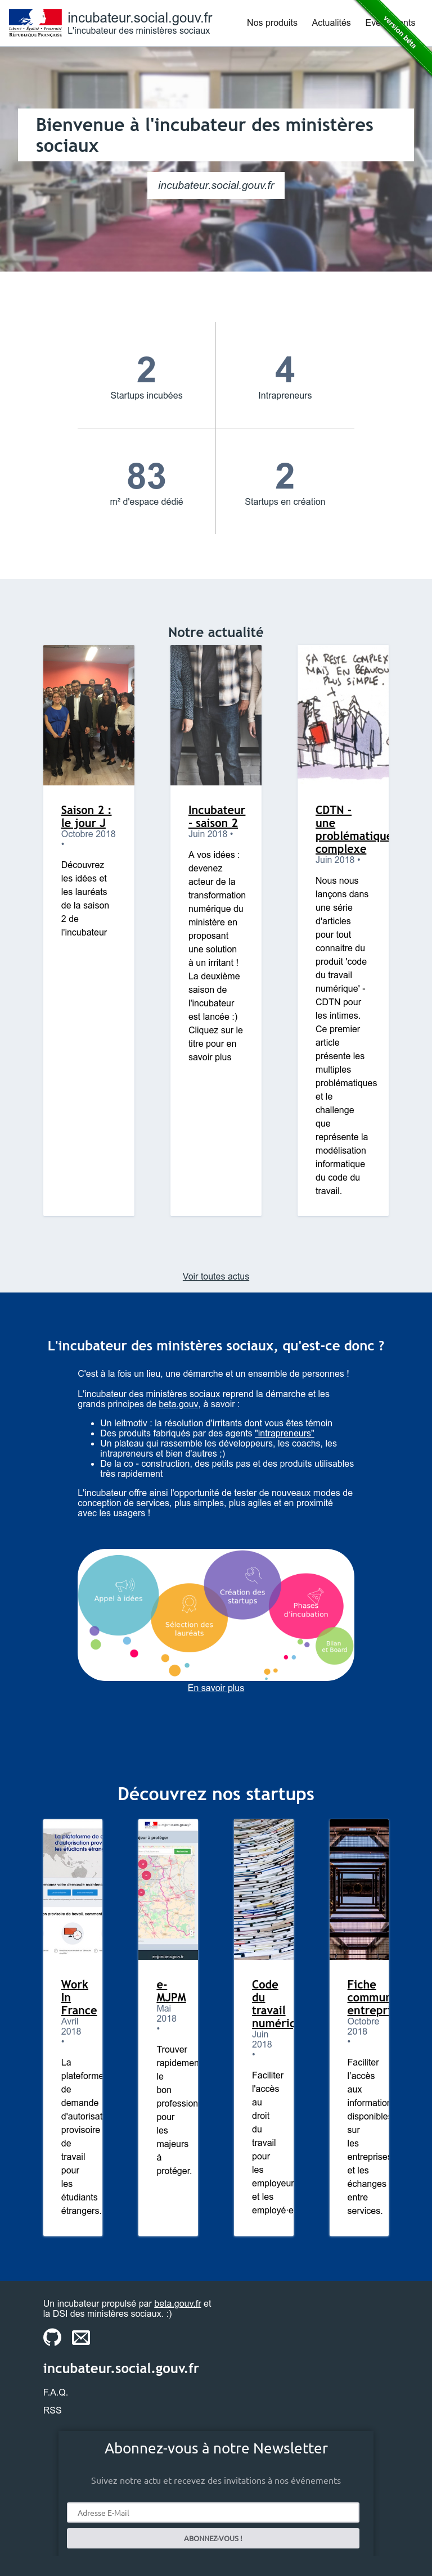 incubateur.social.gouv.fr
L'incubateur des ministères sociaux
Nos produits
Actualités
version bêta
Liberté • Égalité • Fraternité
RÉPUBLIQUE FRANÇAISE
Bienvenue à l'incubateur des ministères
sociaux
incubateur.social.gouv.fr
2
Startups incubées
4
Intrapreneurs
83
m² d'espace dédié
2
Startups en création
Notre actualité
Saison 2 :
le jour J
Octobre 2018
•
Découvrez
les idées et
les lauréats
de la saison
2 de
l'incubateur
Incubateur
- saison 2
Juin 2018 •
A vos idées :
devenez
acteur de la
transformation
numérique du
ministère en
proposant
une solution
à un irritant !
La deuxième
saison de
l'incubateur
est lancée :)
Cliquez sur le
titre pour en
savoir plus
ÇA RESTE COMPLEXE
MAIS EN BEAUCOUP
PLUS SIMPLE.
CDTN -
une
problématique
complexe
Juin 2018 •
Nous nous
lançons dans
une série
d'articles
pour tout
connaitre du
produit 'code
du travail
numérique' -
CDTN pour
les intimes.
Ce premier
article
présente les
multiples
problématiques
et le
challenge
que
représente la
modélisation
informatique
du code du
travail.
Voir toutes actus
L'incubateur des ministères sociaux, qu'est-ce donc ?
C'est à la fois un lieu, une démarche et un ensemble de personnes !
L'incubateur des ministères sociaux reprend la démarche et les
grands principes de beta.gouv, à savoir :
• Un leitmotiv : la résolution d'irritants dont vous êtes témoin
• Des produits fabriqués par des agents "intrapreneurs"
• Un plateau qui rassemble les développeurs, les coachs, les
intrapreneurs et bien d'autres ;)
• De la co - construction, des petits pas et des produits utilisables
très rapidement
L'incubateur offre ainsi l'opportunité de tester de nouveaux modes de
conception de services, plus simples, plus agiles et en proximité
avec les usagers !
Appel à idées
Sélection des
lauréats
Création des
startups
Phases
d'incubation
Bilan
et Board
En savoir plus
Découvrez nos startups
Work
In
France
Avril
2018
•
La
plateforme
de
demande
d'autorisat
provisoire
de
travail
pour
les
étudiants
étrangers.
e-
MJPM
Mai
2018
•
Trouver
rapidemen
le
bon
profession
pour
les
majeurs
à
protéger.
Code
du
travail
numériq
Juin
2018
•
Faciliter
l'accès
au
droit
du
travail
pour
les
employeur
et les
employé·e
Fiche
commun
entrepri
Octobre
2018
•
Faciliter
l'accès
aux
information
disponibles
sur
les
entreprises
et les
échanges
entre
services.
Un incubateur propulsé par beta.gouv.fr et
la DSI des ministères sociaux. :)
incubateur.social.gouv.fr
F.A.Q.
RSS
Abonnez-vous à notre Newsletter
Suivez notre actu et recevez des invitations à nos événements
Adresse E-Mail
ABONNEZ-VOUS !